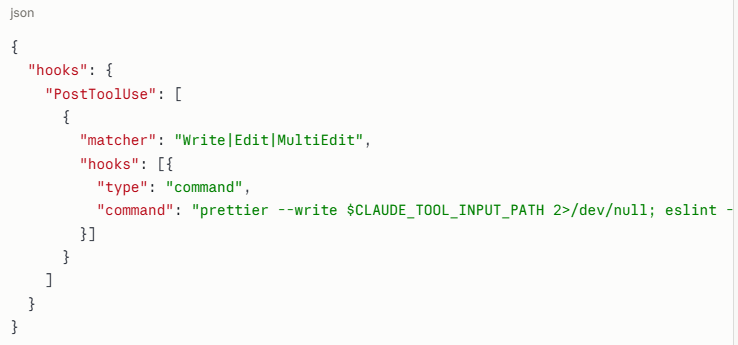 json
{
  "hooks": {
    "PostToolUse": [
      {
        "matcher": "Write|Edit|MultiEdit",
        "hooks": [{
          "type": "command",
          "command": "prettier --write $CLAUDE_TOOL_INPUT_PATH 2>/dev/null; eslint -
        }]
      }
    ]
  }
}